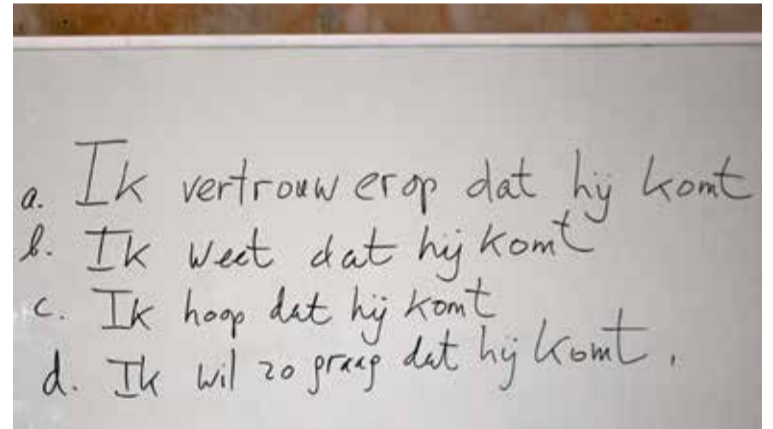 a. Ik vertrouw erop dat hij komt
b. Ik weet dat hij komt
c. Ik hoop dat hij komt
d. Ik wil zo graag dat hij komt.